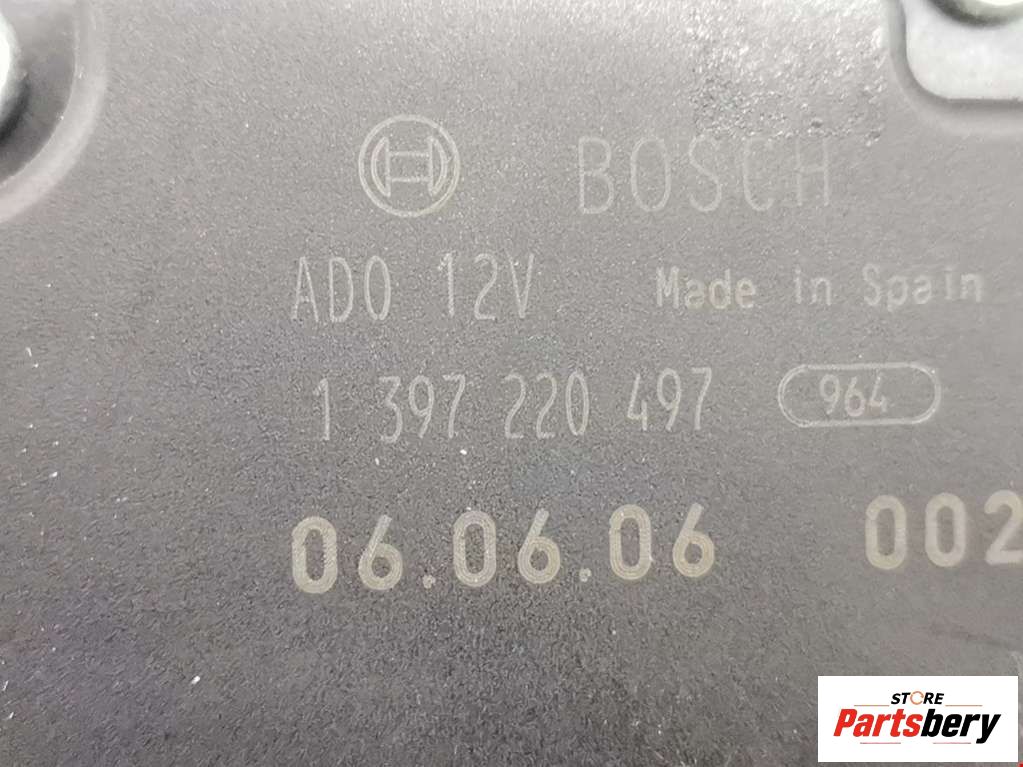 BOSCH
ADO 12V Made in Spain
1 397 220 497 964
06.06.06 002
STORE
Partsbery